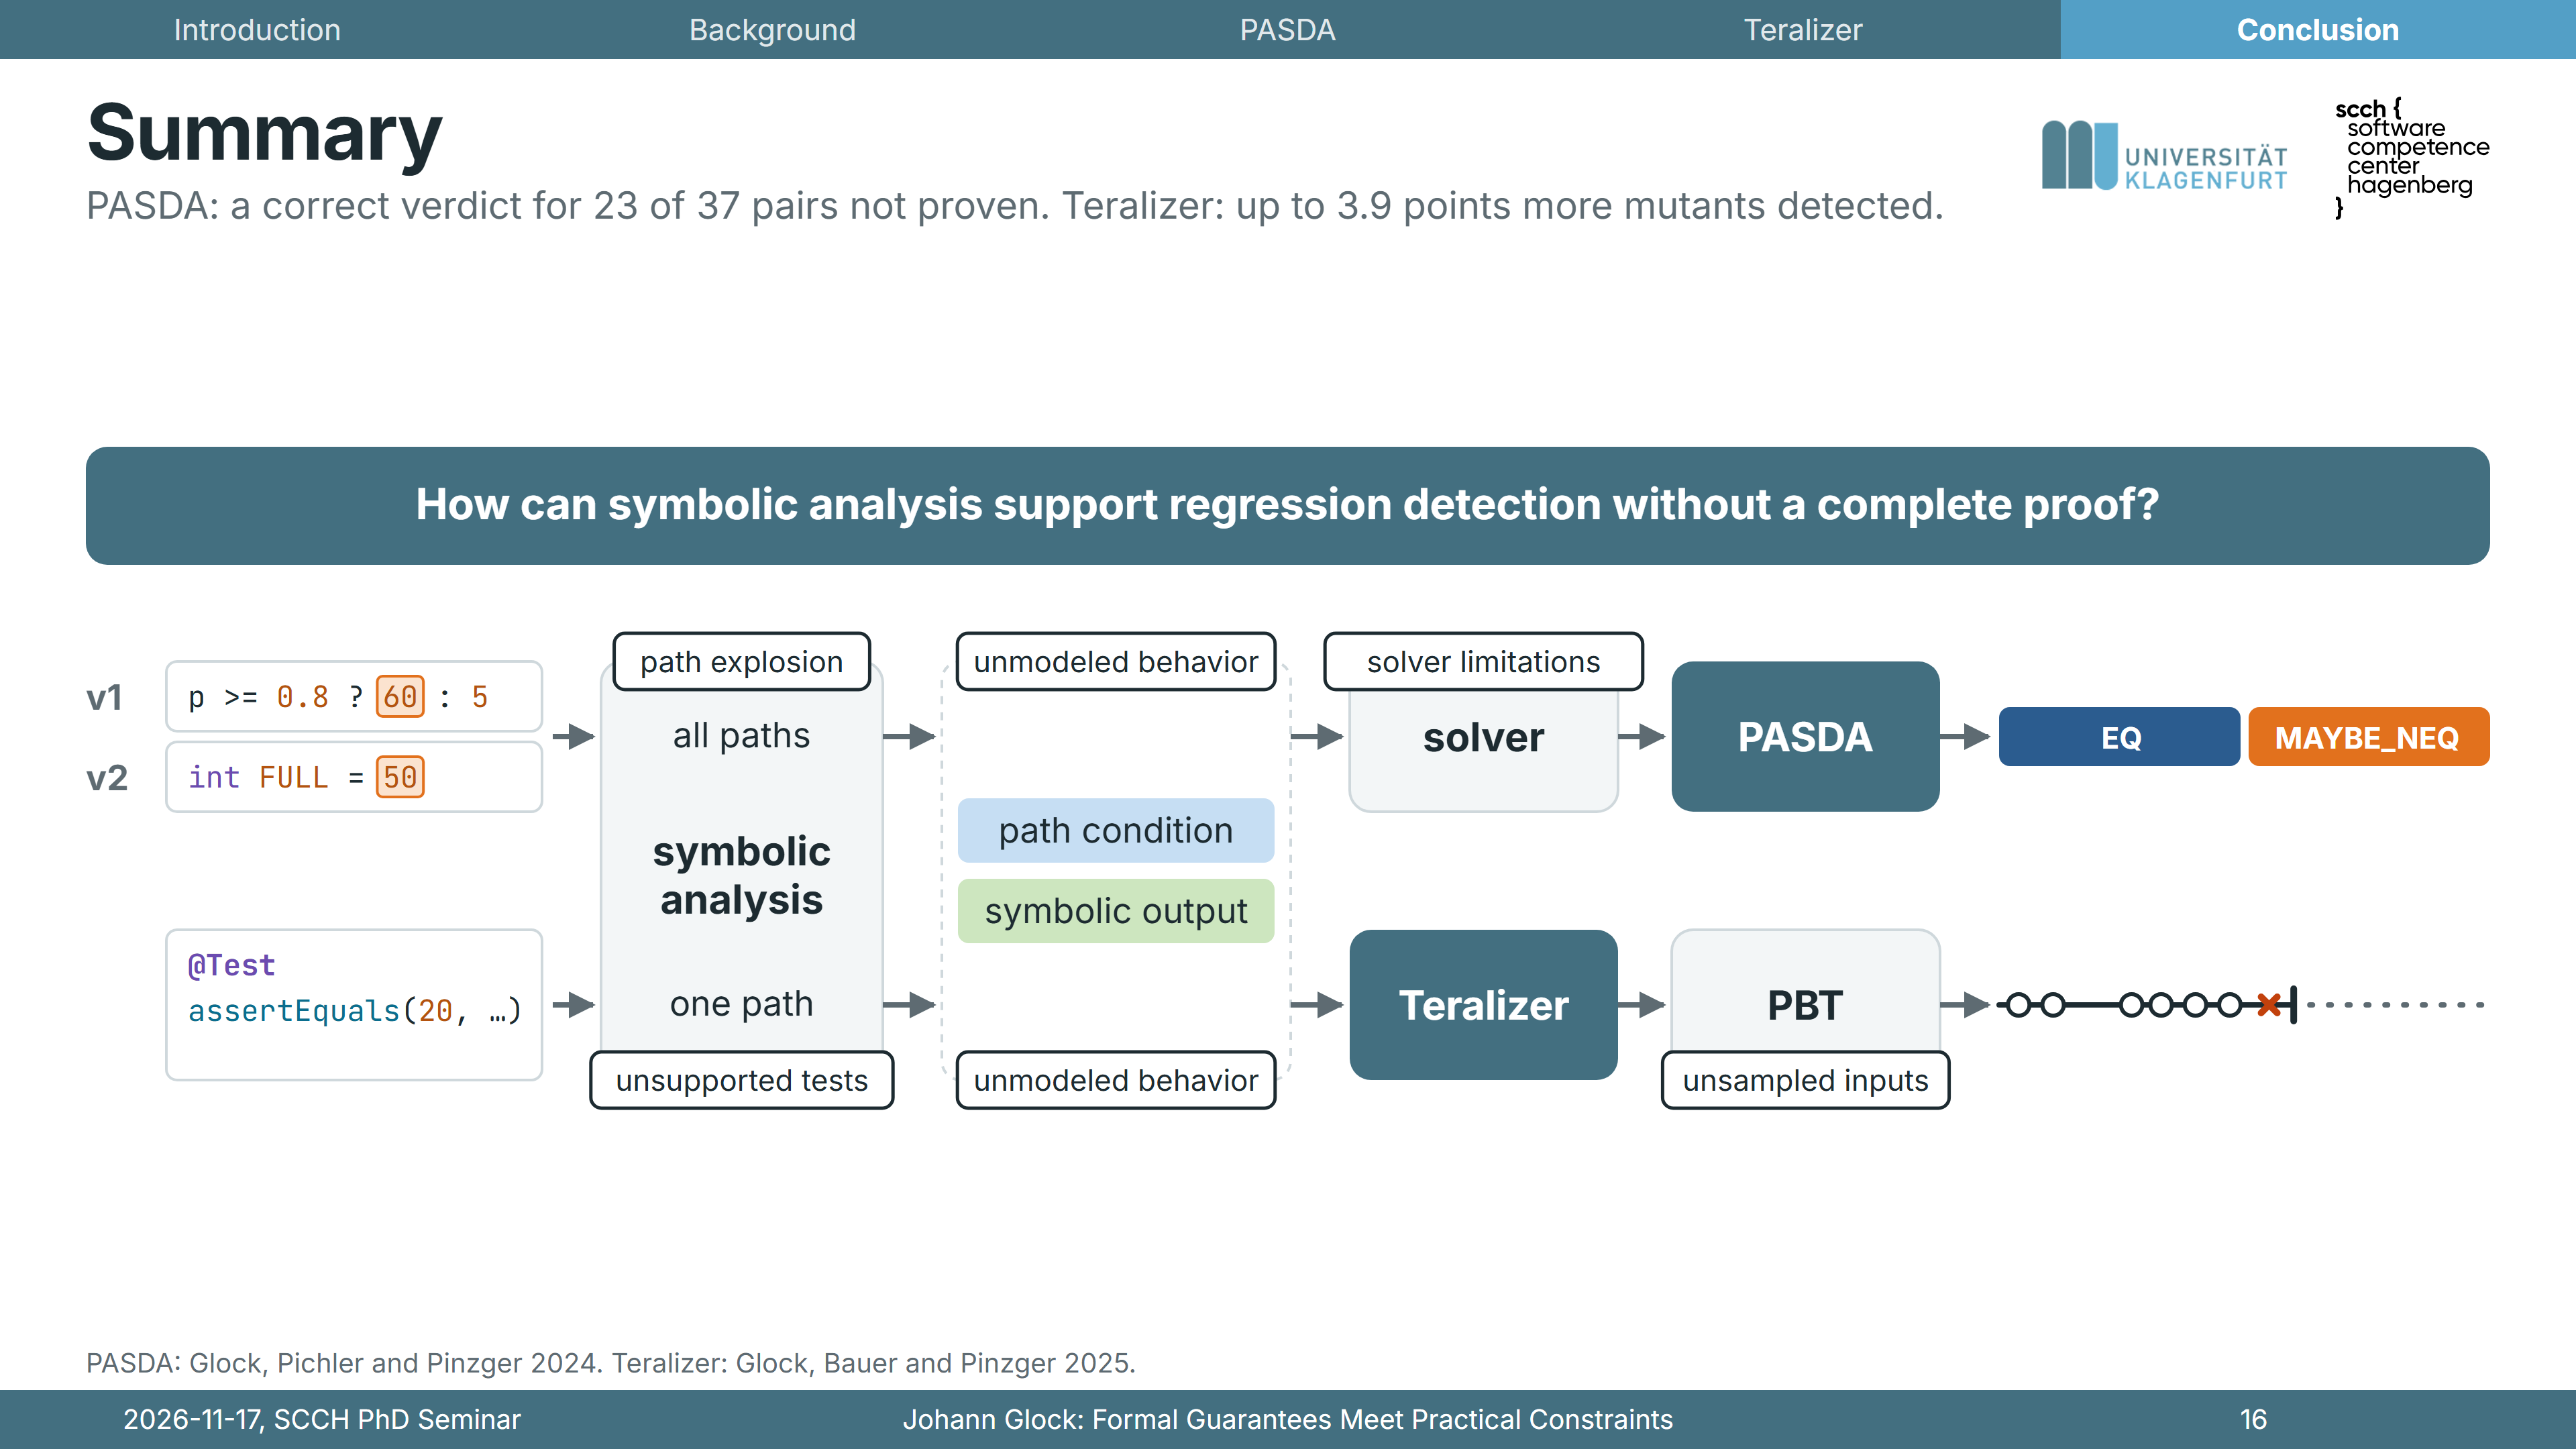 Introduction
Background
PASDA
Teralizer
Conclusion
Summary
PASDA: a correct verdict for 23 of 37 pairs not proven. Teralizer: up to 3.9 points more mutants detected.
UNIVERSITÄT
KLAGENFURT
scch {
software
competence
center
hagenberg
}
How can symbolic analysis support regression detection without a complete proof?
v1
p >= 0.8 ? 60 : 5
v2
int FULL = 50
@Test
assertEquals(20, …)
path explosion
all paths
symbolic
analysis
one path
unsupported tests
unmodeled behavior
path condition
symbolic output
unmodeled behavior
solver limitations
solver
PASDA
EQ
MAYBE_NEQ
Teralizer
PBT
unsampled inputs
PASDA: Glock, Pichler and Pinzger 2024. Teralizer: Glock, Bauer and Pinzger 2025.
2026-11-17, SCCH PhD Seminar
Johann Glock: Formal Guarantees Meet Practical Constraints
16